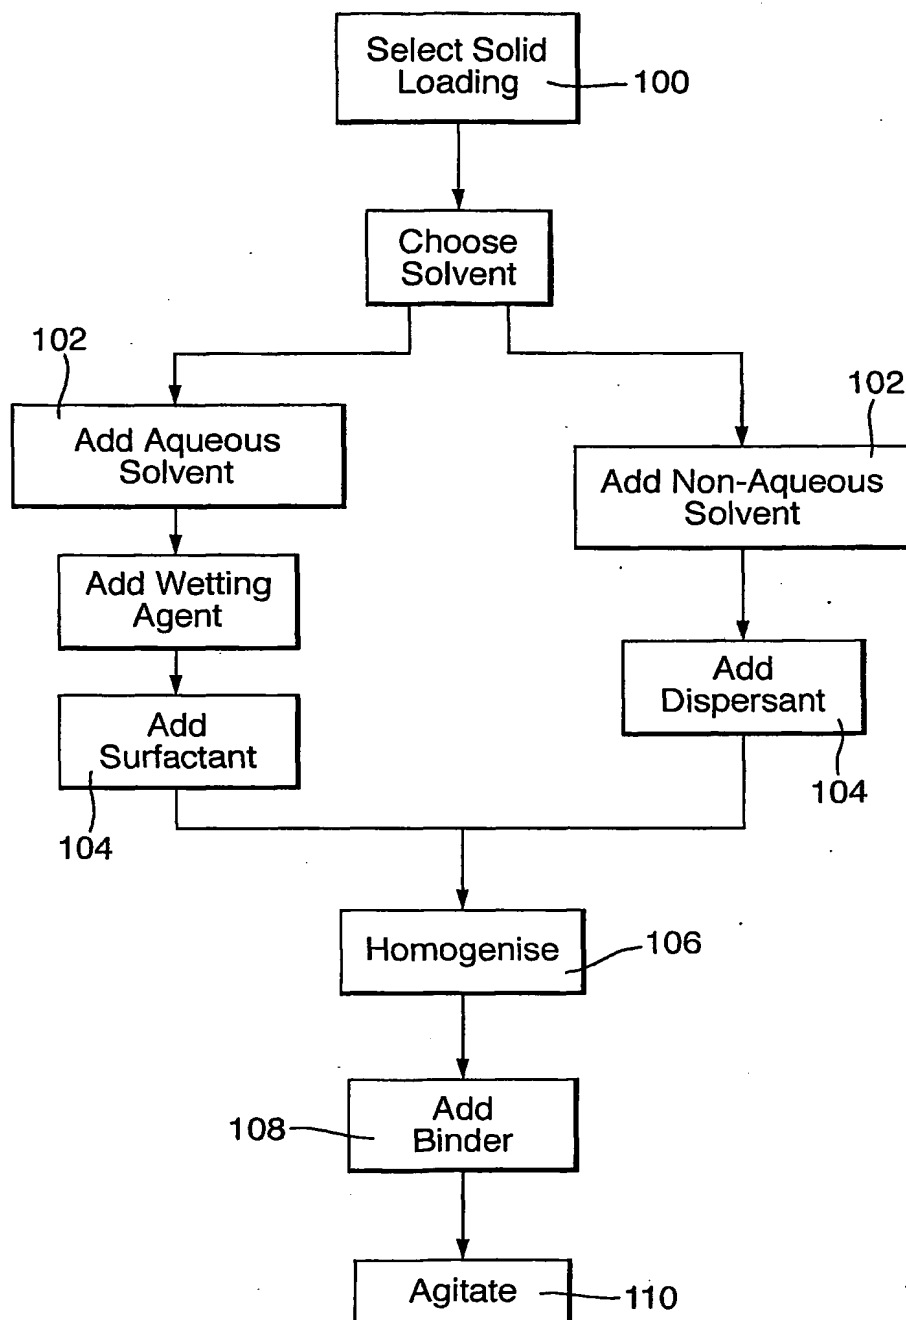 Select Solid
Loading
100
Choose
Solvent
102
Add Aqueous
Solvent
102
Add Non-Aqueous
Solvent
Add Wetting
Agent
Add
Surfactant
104
Add
Dispersant
104
Homogenise
106
Add
Binder
108
Agitate
110